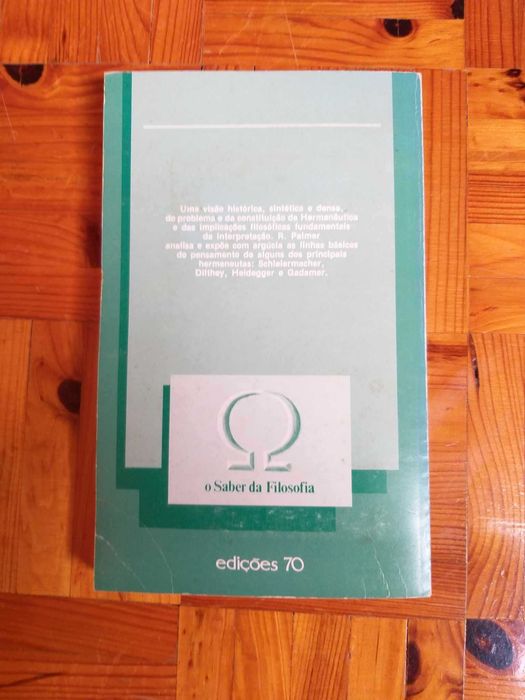 Uma visão histórica, sintética e densa,
do problema e da constituição da Hermenêutica
e das implicações filosóficas fundamentais
da interpretação. R. Palmer
analisa e expõe com argúcia as linhas básicas
do pensamento de alguns dos principais
hermeneutas: Schleiermacher,
Dilthey, Heidegger e Gadamer.
o Saber da Filosofia
edições 70